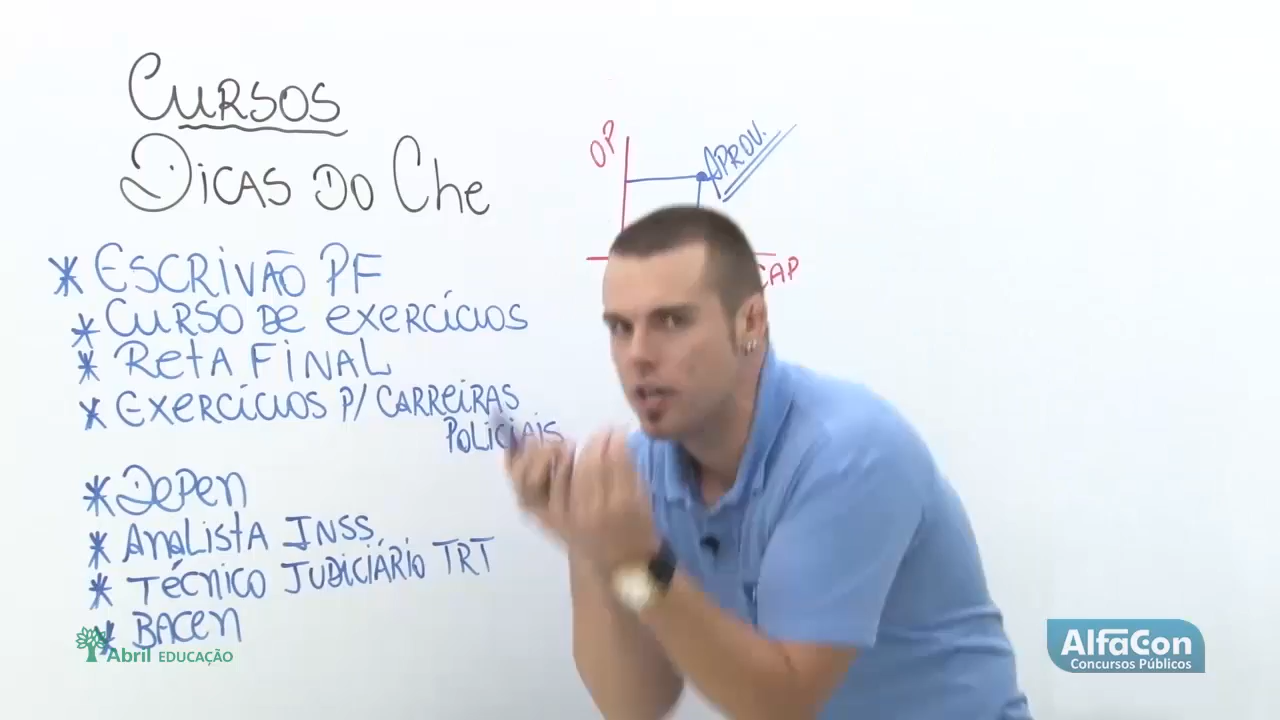 CURSOS
DICAS DO Che
* ESCRIVÃO PF
* CURSO DE EXERCÍCIOS
* RETA FINAL
* EXERCÍCIOS P/ CARREIRAS
POLICIAIS
* DEPEN
* ANALISTA INSS
* TÉCNICO JUDICIÁRIO TRT
* BACEN
Abril EDUCAÇÃO
OP
APROV.
CAP
AlfaCon
Concursos Públicos